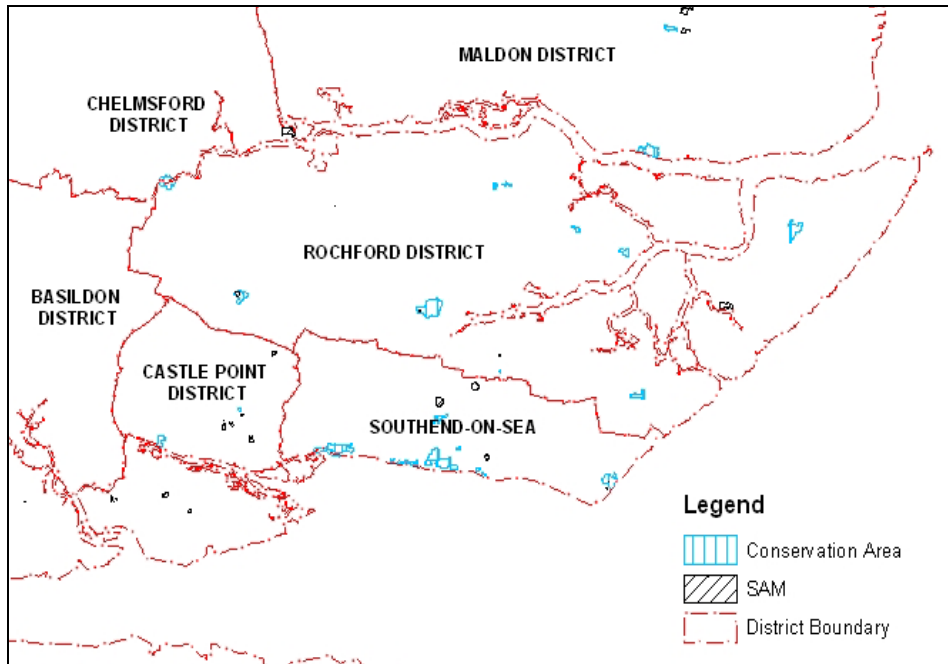 MALDON DISTRICT
CHELMSFORD
DISTRICT
ROCHFORD DISTRICT
BASILDON
DISTRICT
CASTLE POINT
DISTRICT
SOUTHEND-ON-SEA
Legend
Conservation Area
SAM
District Boundary